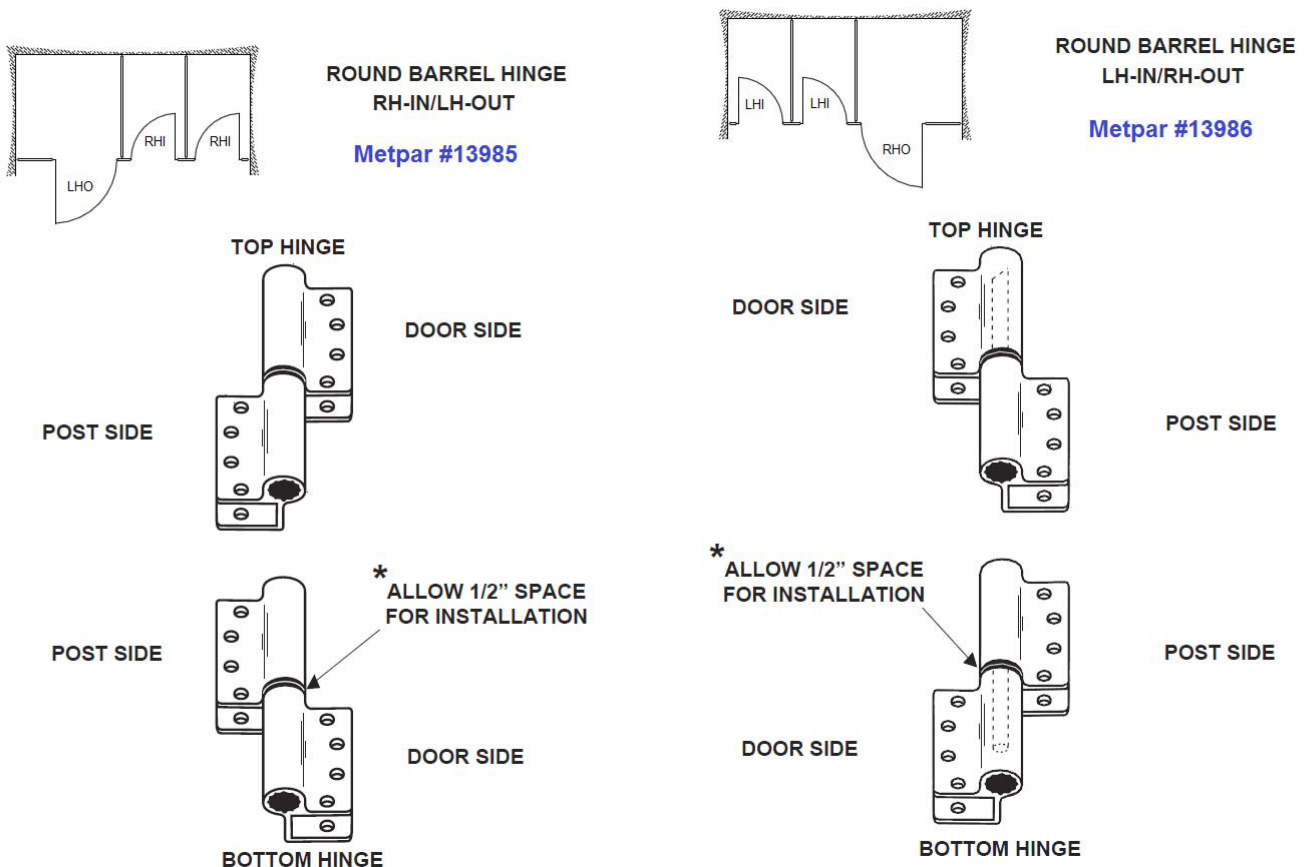 ROUND BARREL HINGE
RH-IN/LH-OUT
Metpar #13985
RHI
RHI
LHO
TOP HINGE
DOOR SIDE
POST SIDE
*
ALLOW 1/2” SPACE
FOR INSTALLATION
POST SIDE
DOOR SIDE
BOTTOM HINGE
ROUND BARREL HINGE
LH-IN/RH-OUT
Metpar #13986
LHI
LHI
RHO
TOP HINGE
DOOR SIDE
POST SIDE
*
ALLOW 1/2” SPACE
FOR INSTALLATION
POST SIDE
DOOR SIDE
BOTTOM HINGE